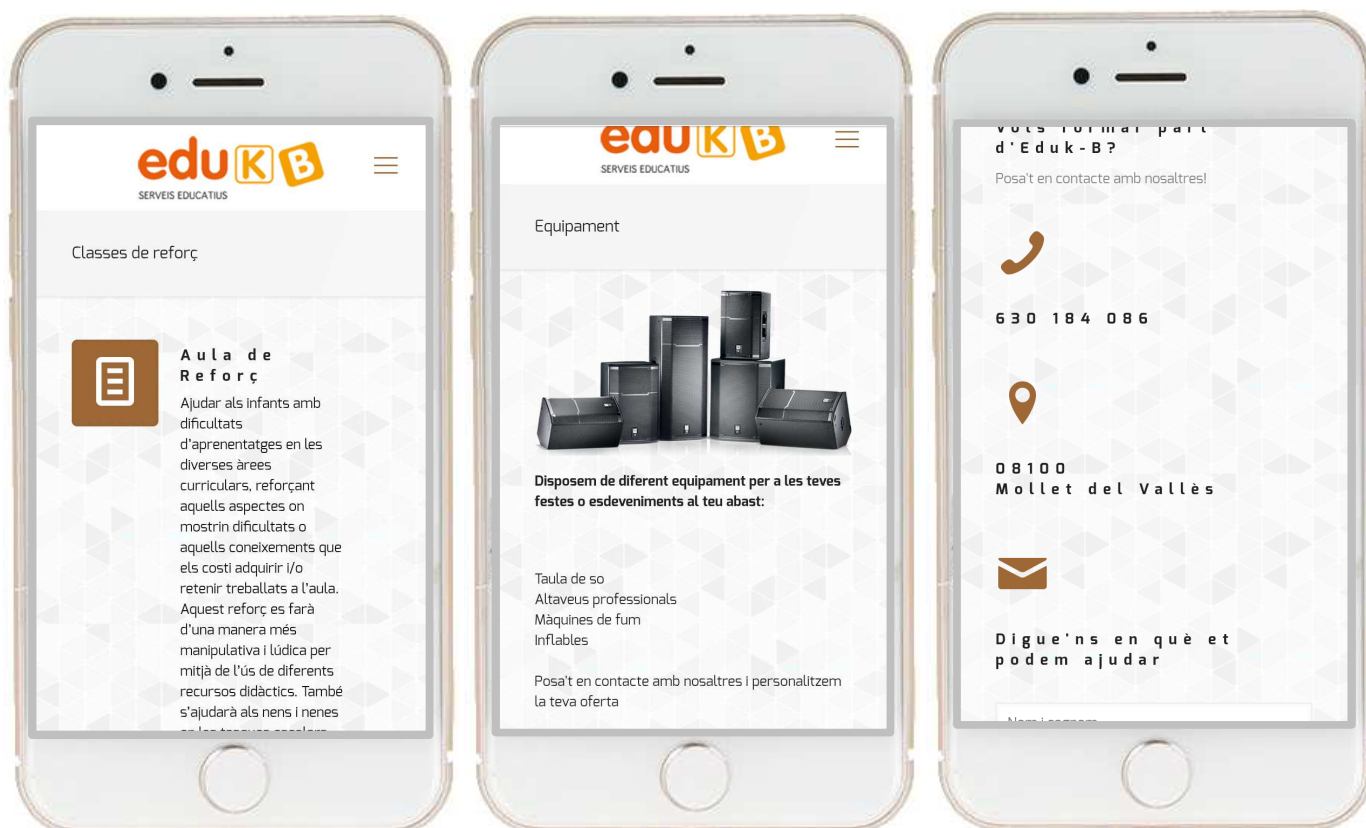 eduKB
SERVEIS EDUCATIUS
Classes de reforç
Aula de
Reforç
Ajudar als infants amb
dificultats
d'aprenentatges en les
diverses àrees
curriculars, reforçant
aquells aspectes on
mostrin dificultats o
aquells coneixements que
els costi adquirir i/o
retenir treballats a l'aula.
Aquest reforç es farà
d'una manera més
manipulativa i lúdica per
mitjà de l'ús de diferents
recursos didàctics. També
s'ajudarà als nens i nenes
eduKB
SERVEIS EDUCATIUS
Equipament
Disposem de diferent equipament per a les teves
festes o esdeveniments al teu abast:
Taula de so
Altaveus professionals
Màquines de fum
Inflables
Posa't en contacte amb nosaltres i personalitzem
la teva oferta
Vols formar part
d'Eduk-B?
Posa't en contacte amb nosaltres!
630 184 086
08100
Mollet del Vallès
Digue'ns en què et
podem ajudar
Nom i cognom